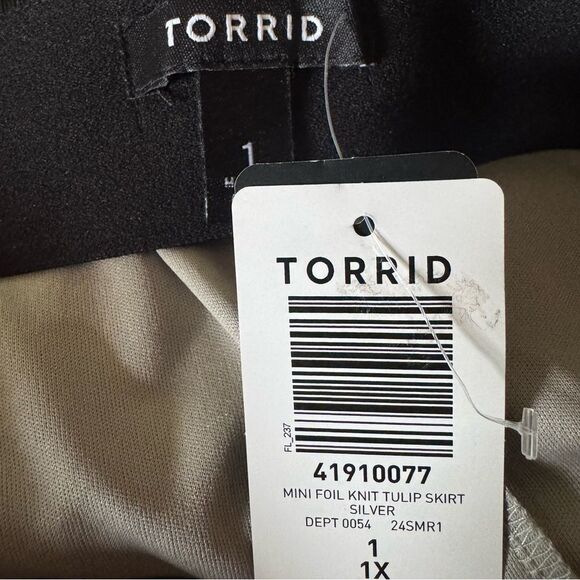 TORRID
1
TORRID
FL_237
41910077
MINI FOIL KNIT TULIP SKIRT
SILVER
DEPT 0054 24SMR1
1
1X